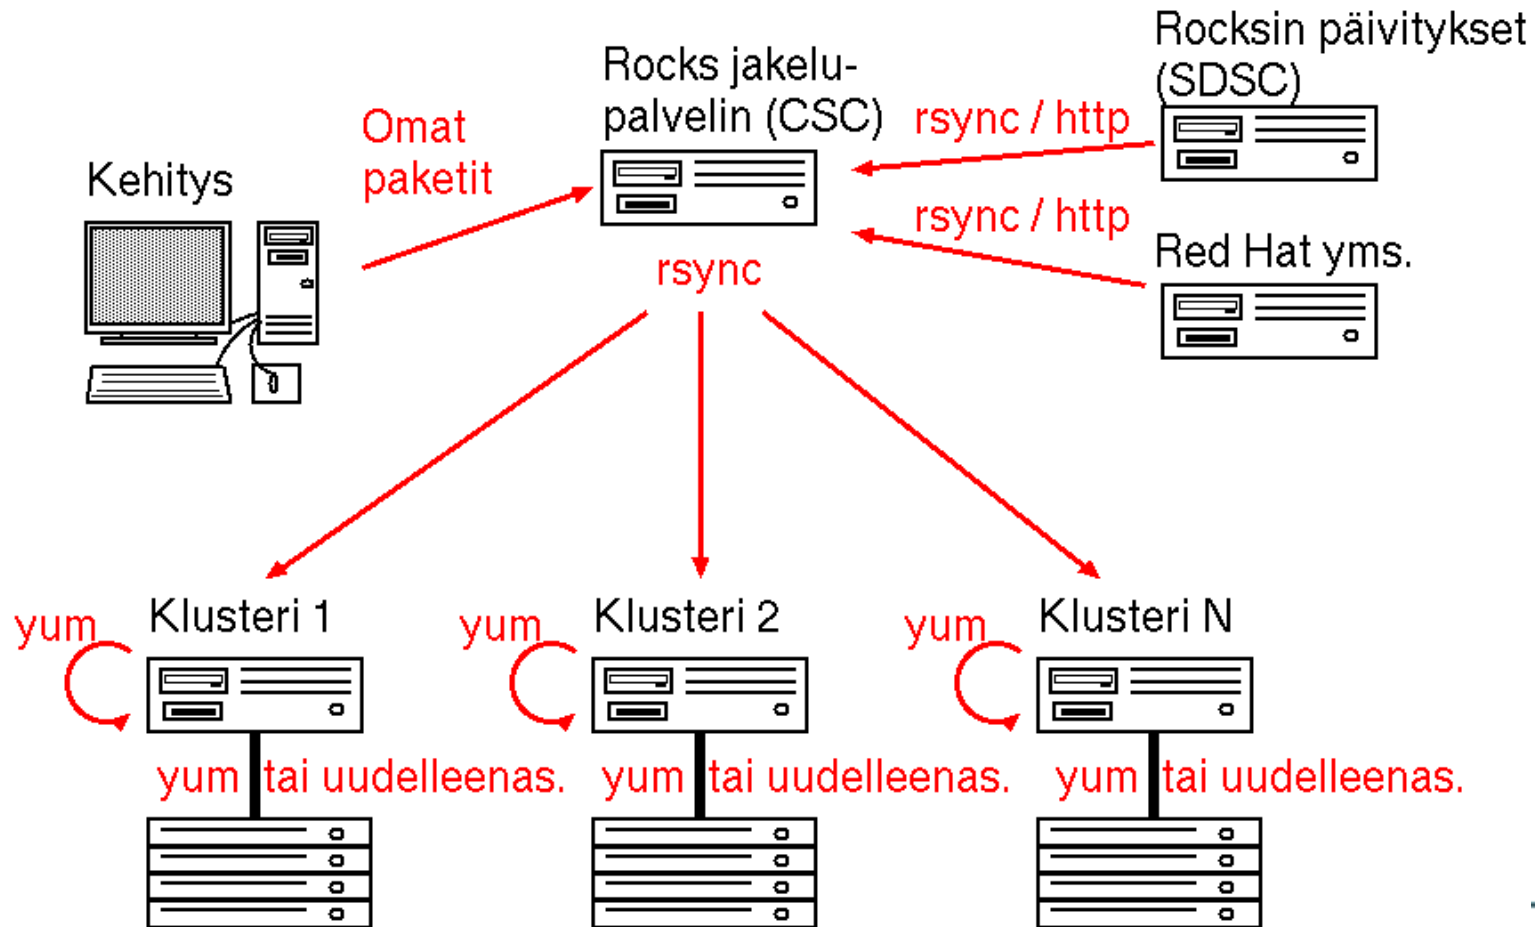 Rocksin päivitykset
(SDSC)
Rocks jakelu-
palvelin (CSC)
rsync / http
Omat
paketit
Kehitys
rsync / http
Red Hat yms.
rsync
Klusteri 1
yum
Klusteri 2
yum
Klusteri N
yum
yum tai uudelleenas.
yum tai uudelleenas.
yum tai uudelleenas.